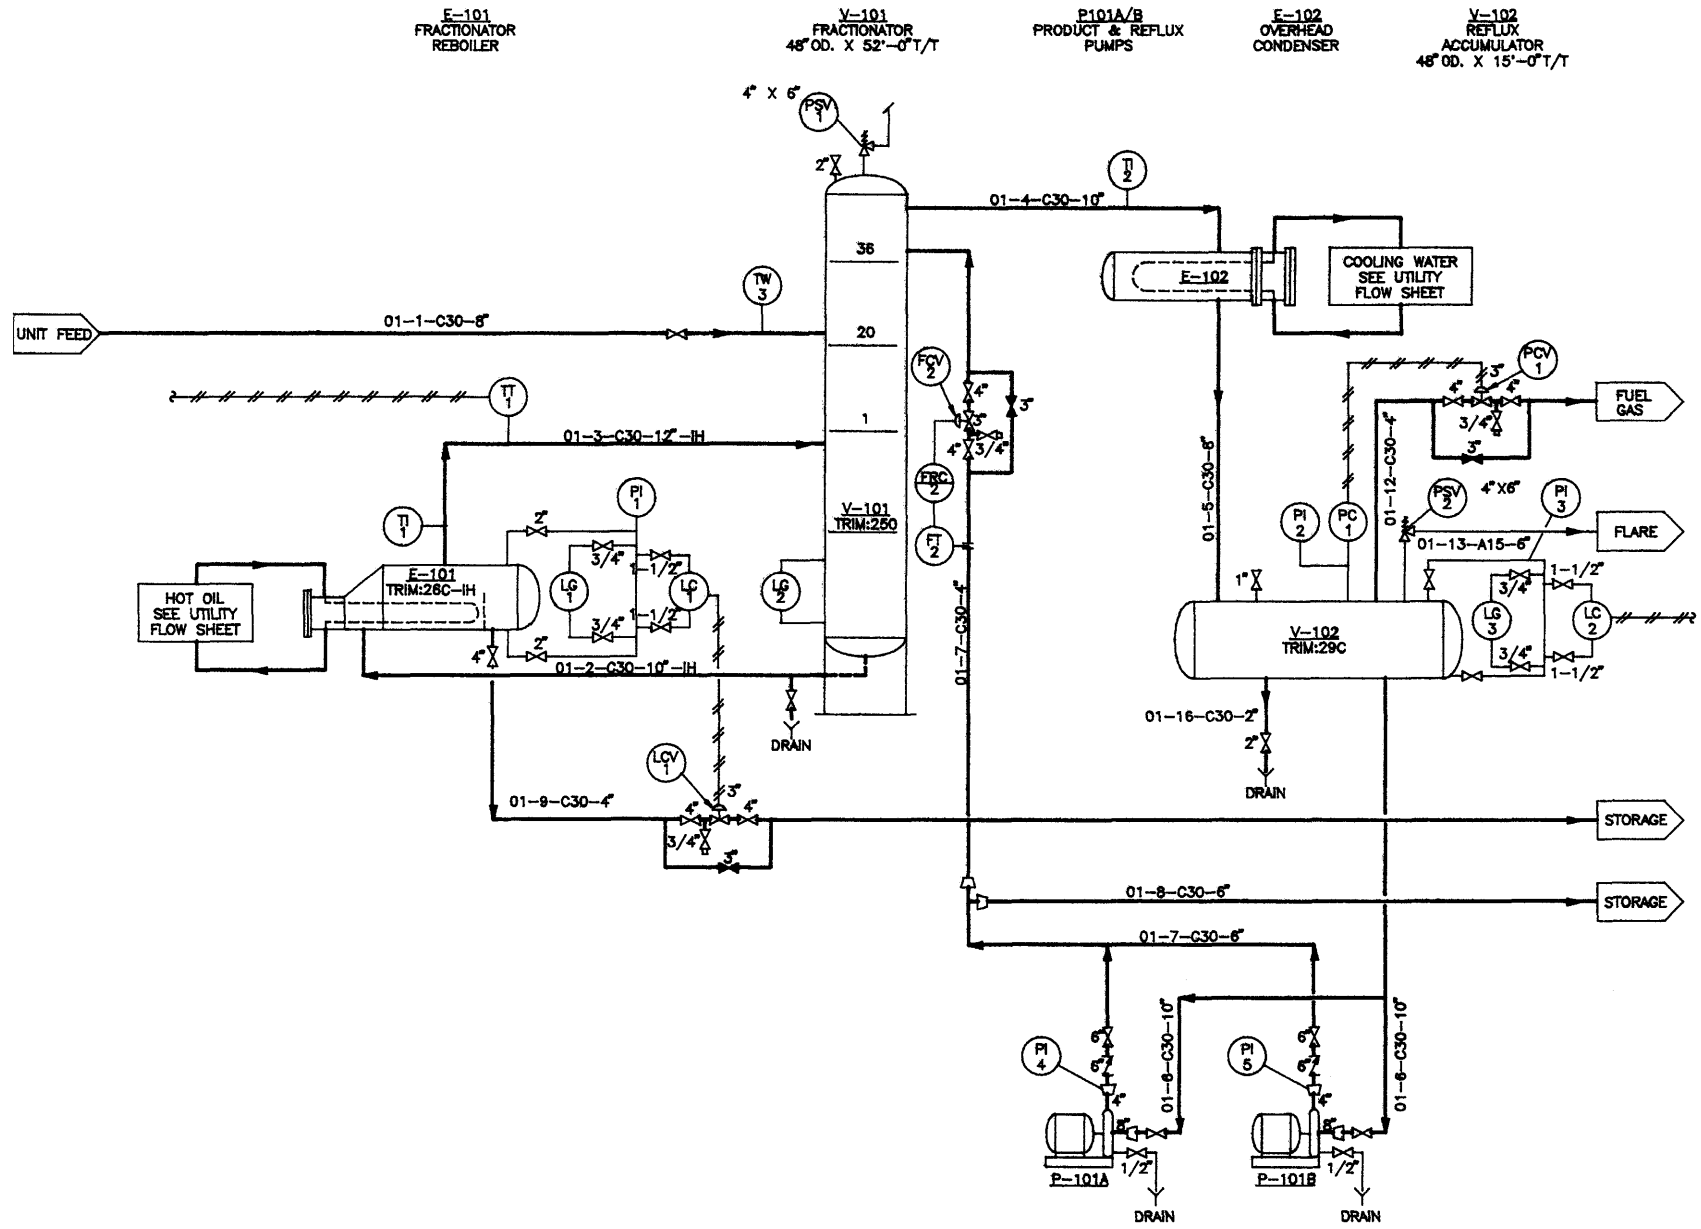 E-101
FRACTIONATOR
REBOILER
V-101
FRACTIONATOR
48"OD. X 52'-0"T/T
P101A/B
PRODUCT & REFLUX
PUMPS
E-102
OVERHEAD
CONDENSER
V-102
REFLUX
ACCUMULATOR
48"OD. X 15'-0"T/T
4" X 6"
PSV
1
2"
TI
2
01-4-C30-10"
36
E-102
COOLING WATER
SEE UTILITY
FLOW SHEET
TW
3
UNIT FEED
01-1-C30-8"
20
FCV
2
4"
3"
3"
4"
3/4"
PCV
1
3"
4"
4"
3/4"
3"
FUEL
GAS
TT
1
1
01-3-C30-12"-IH
FRC
2
01-5-C30-8"
01-12-C30-4"
4"X6"
PI
1
TI
1
2"
V-101
TRIM:250
PI
2
PC
1
PSV
2
PI
3
FLARE
01-13-A15-6"
FT
2
3/4"
1-1/2"
E-101
TRIM:26C-IH
LG
1
LC
1
LG
2
1"
1-1/2"
3/4"
HOT OIL
SEE UTILITY
FLOW SHEET
1-1/2"
3/4"
01-7-C30-4"
V-102
TRIM:29C
LG
3
LC
2
4"
2"
3/4"
1-1/2"
01-2-C30-10"-IH
DRAIN
01-16-C30-2"
2"
DRAIN
LCV
1
3"
01-9-C30-4"
4"
4"
3/4"
3"
STORAGE
01-8-C30-6"
STORAGE
01-7-C30-6"
01-6-C30-10"
01-6-C30-10"
6"
6"
PI
4
6"
PI
5
6"
4"
4"
8"
8"
1/2"
1/2"
P-101A
P-101B
DRAIN
DRAIN